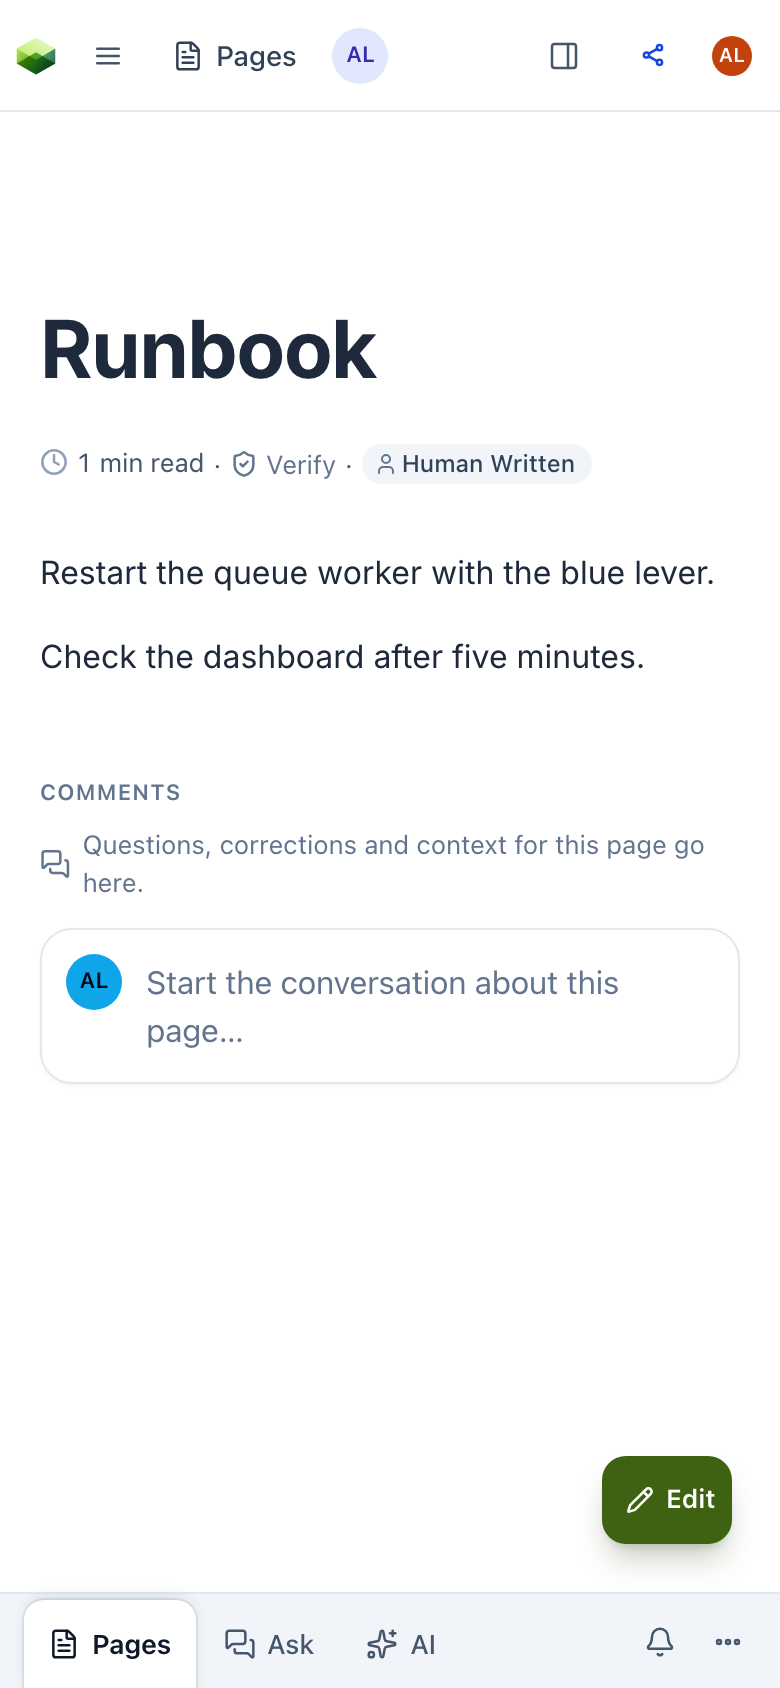 Pages AL AL
Runbook
1 min read · Verify · Human Written
Restart the queue worker with the blue lever.
Check the dashboard after five minutes.
COMMENTS
Questions, corrections and context for this page go
here.
AL Start the conversation about this
page...
Edit
Pages Ask AI